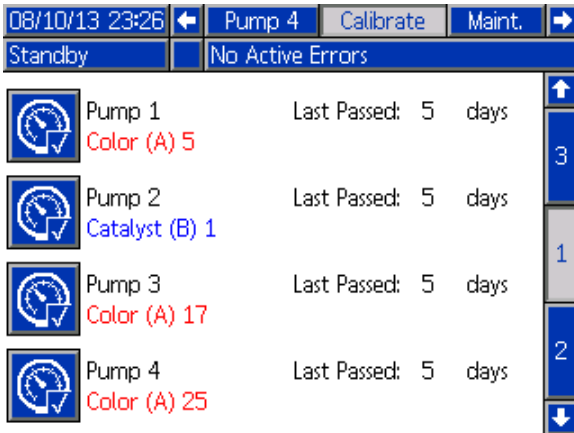 08/10/13 23:26 Pump 4 Calibrate Maint.
Standby No Active Errors
Pump 1 Last Passed: 5 days
Color (A) 5
3
Pump 2 Last Passed: 5 days
Catalyst (B) 1
1
Pump 3 Last Passed: 5 days
Color (A) 17
2
Pump 4 Last Passed: 5 days
Color (A) 25